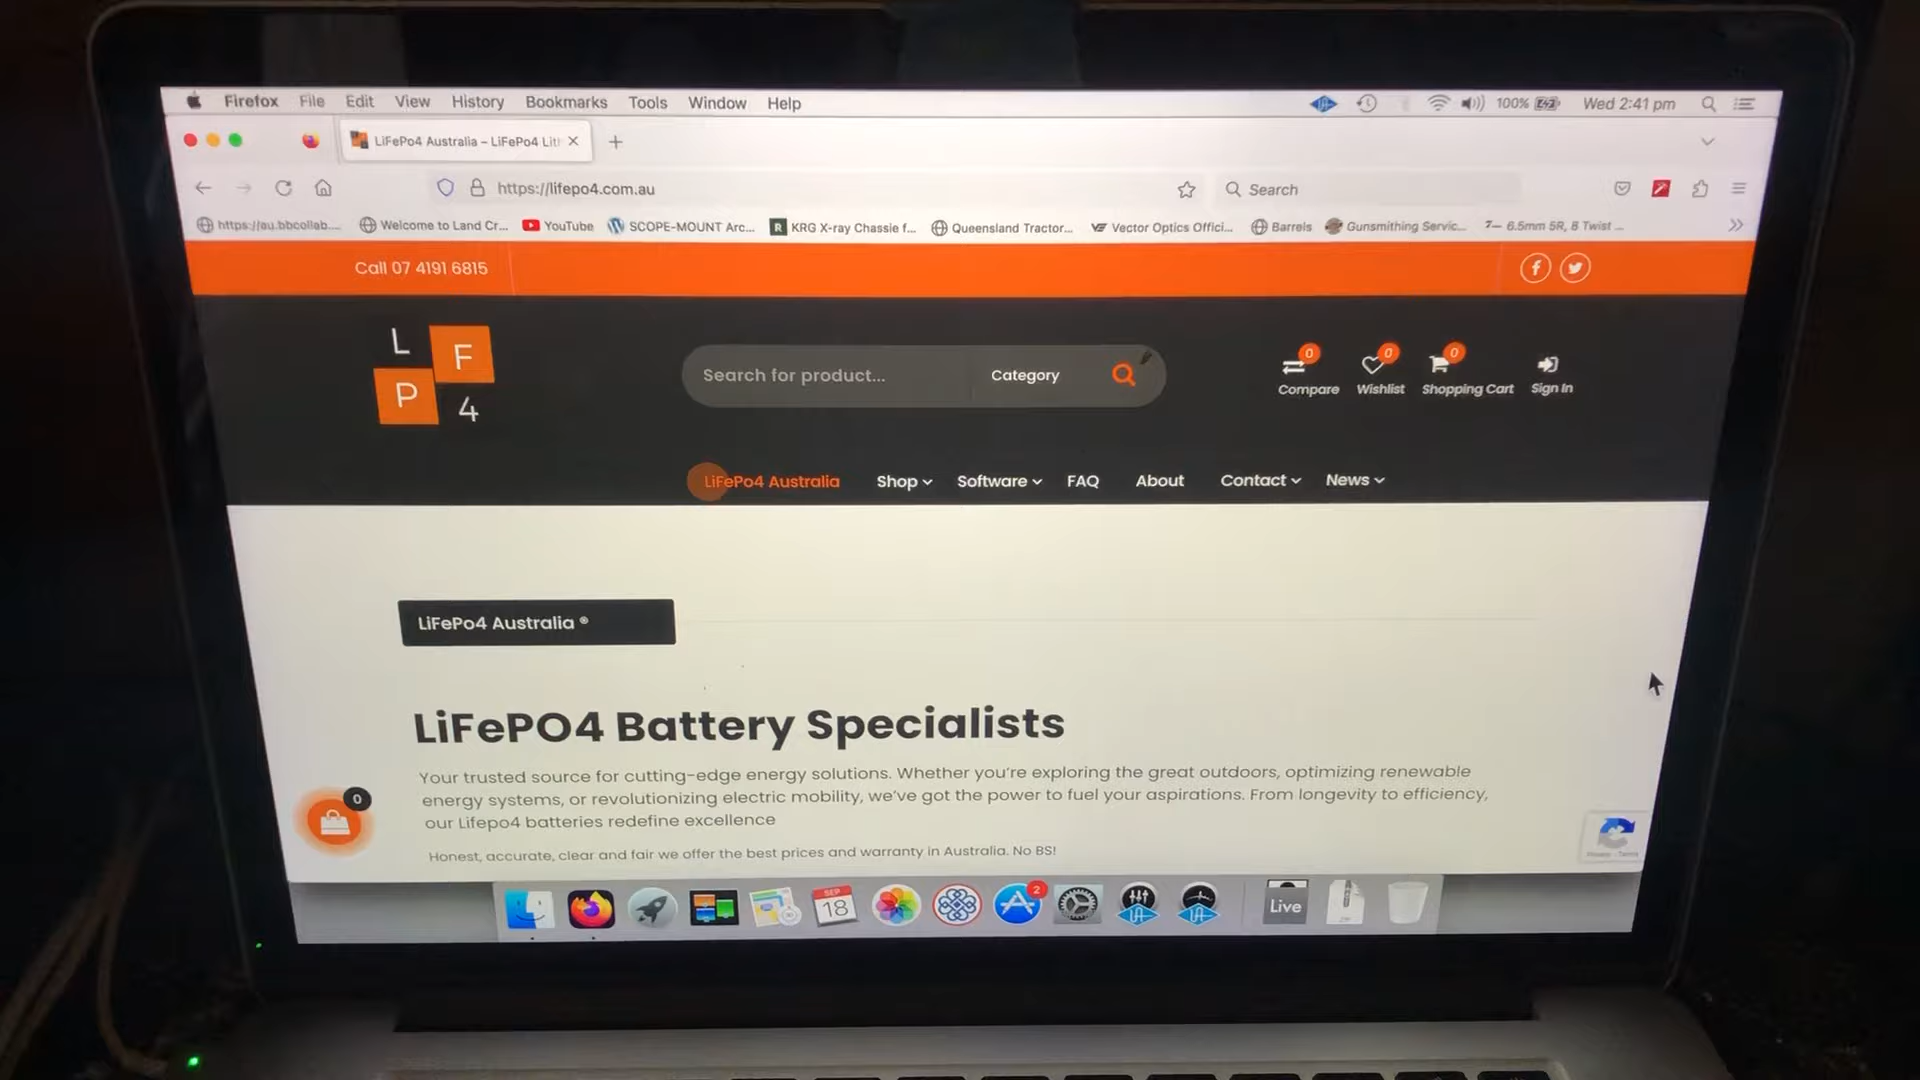 Firefox File Edit View History Bookmarks Tools Window Help 100% Wed 2:41 pm
LiFePo4 Australia – LiFePo4 Lit
https://lifepo4.com.au Search
https://au.bbcollab.... Welcome to Land Cr... YouTube SCOPE-MOUNT Arc... KRG X-ray Chassie f... Queensland Tractor... Vector Optics Offici... Barrels Gunsmithing Servic... 6.5mm 5R, 8 Twist ...
Call 07 4191 6815
L F
P 4
Search for product... Category
0 0 0
Compare Wishlist Shopping Cart Sign In
LiFePo4 Australia Shop Software FAQ About Contact News
LiFePo4 Australia ®
LiFePO4 Battery Specialists
Your trusted source for cutting-edge energy solutions. Whether you're exploring the great outdoors, optimizing renewable
energy systems, or revolutionizing electric mobility, we've got the power to fuel your aspirations. From longevity to efficiency,
our Lifepo4 batteries redefine excellence
Honest, accurate, clear and fair we offer the best prices and warranty in Australia. No BS!
0
Privacy - Terms
SEP
18
2
Live